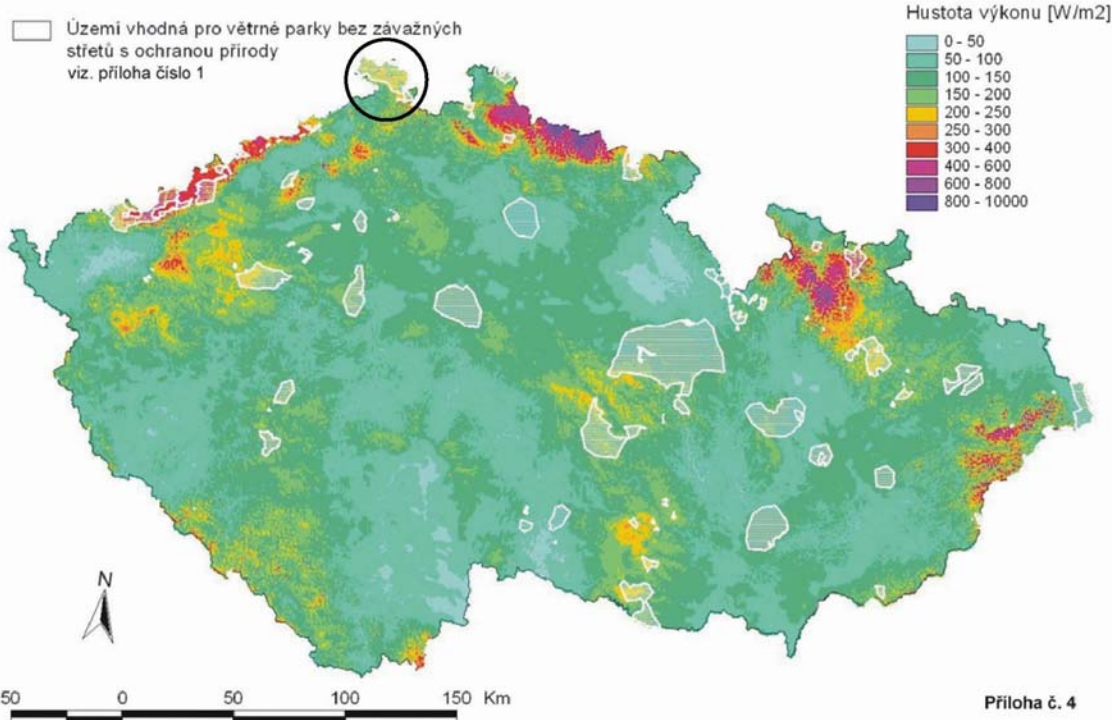 Území vhodná pro větrné parky bez závažných
střetů s ochranou přírody
viz. příloha číslo 1
Hustota výkonu [W/m2]
0 - 50
50 - 100
100 - 150
150 - 200
200 - 250
250 - 300
300 - 400
400 - 600
600 - 800
800 - 10000
N
50 0 50 100 150 Km
Příloha č. 4